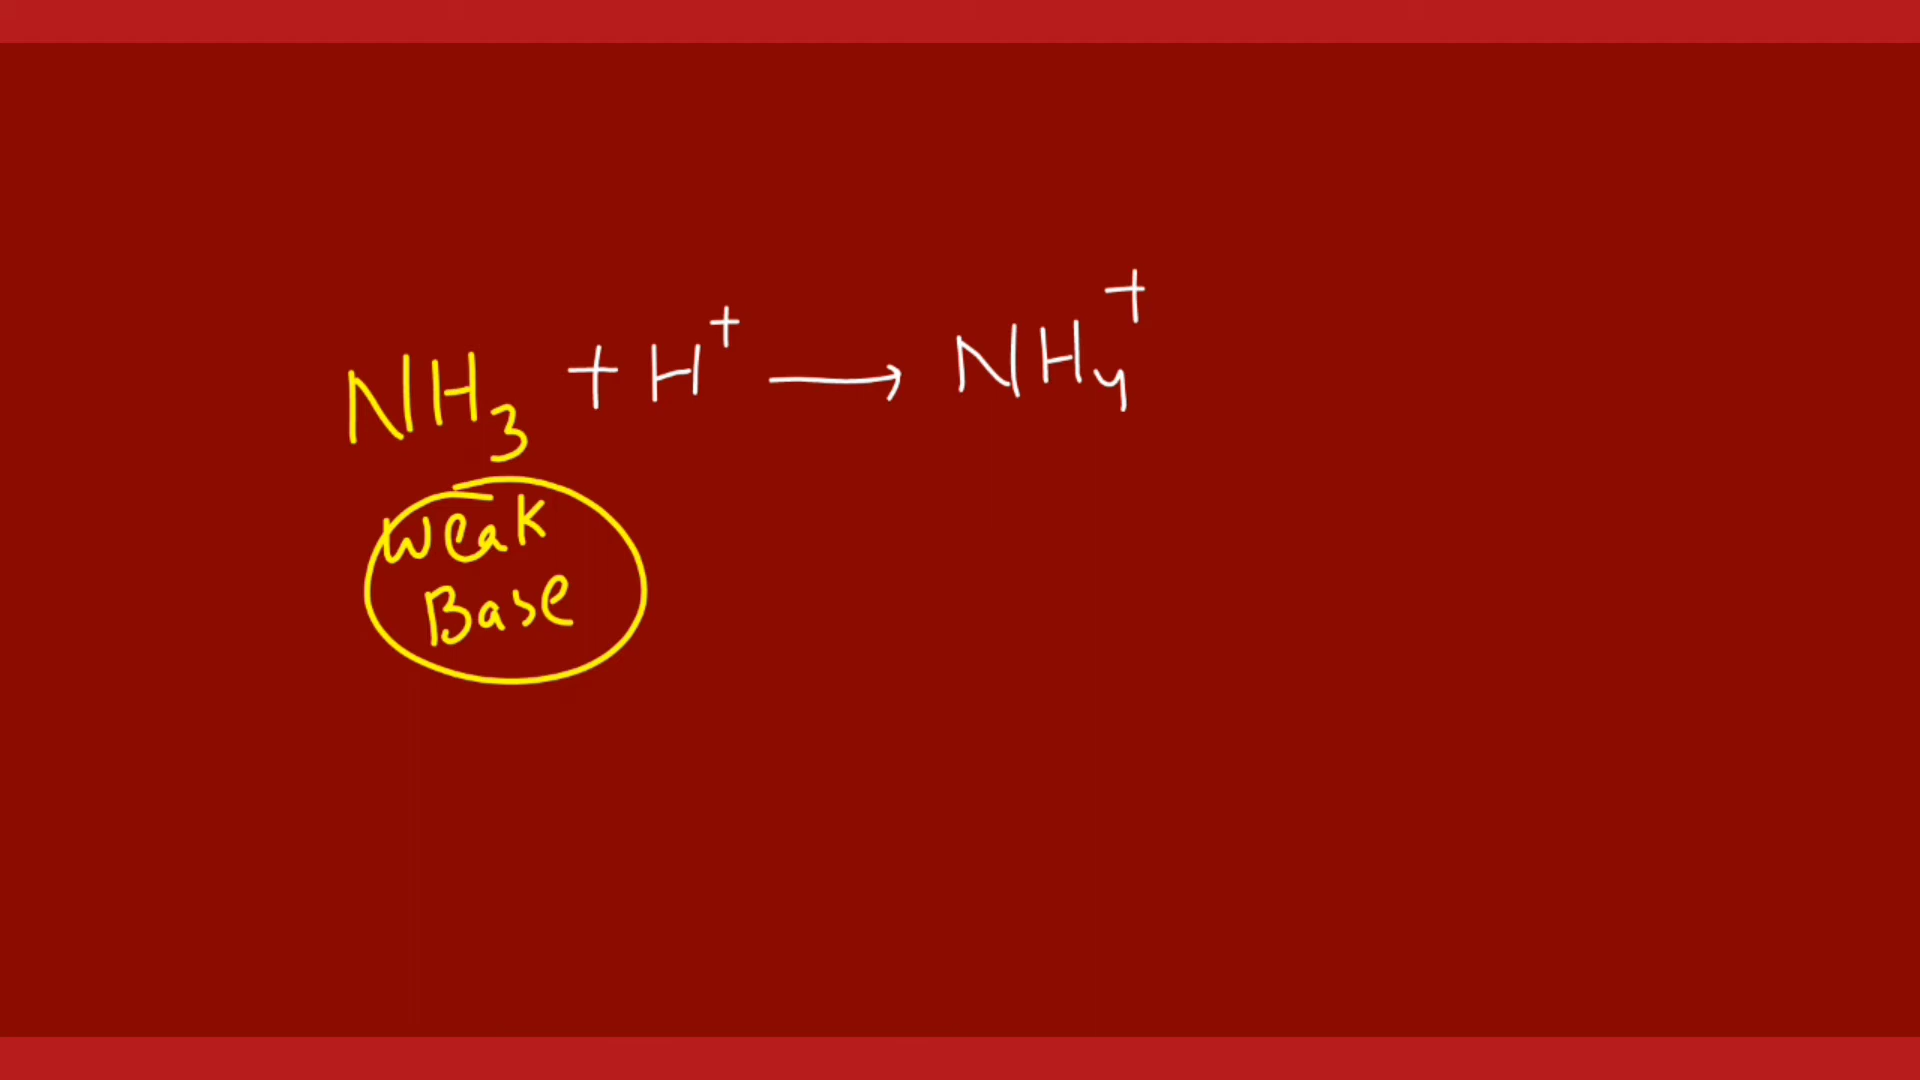 NH₃ + H⁺ → NH₄⁺
Weak
Base